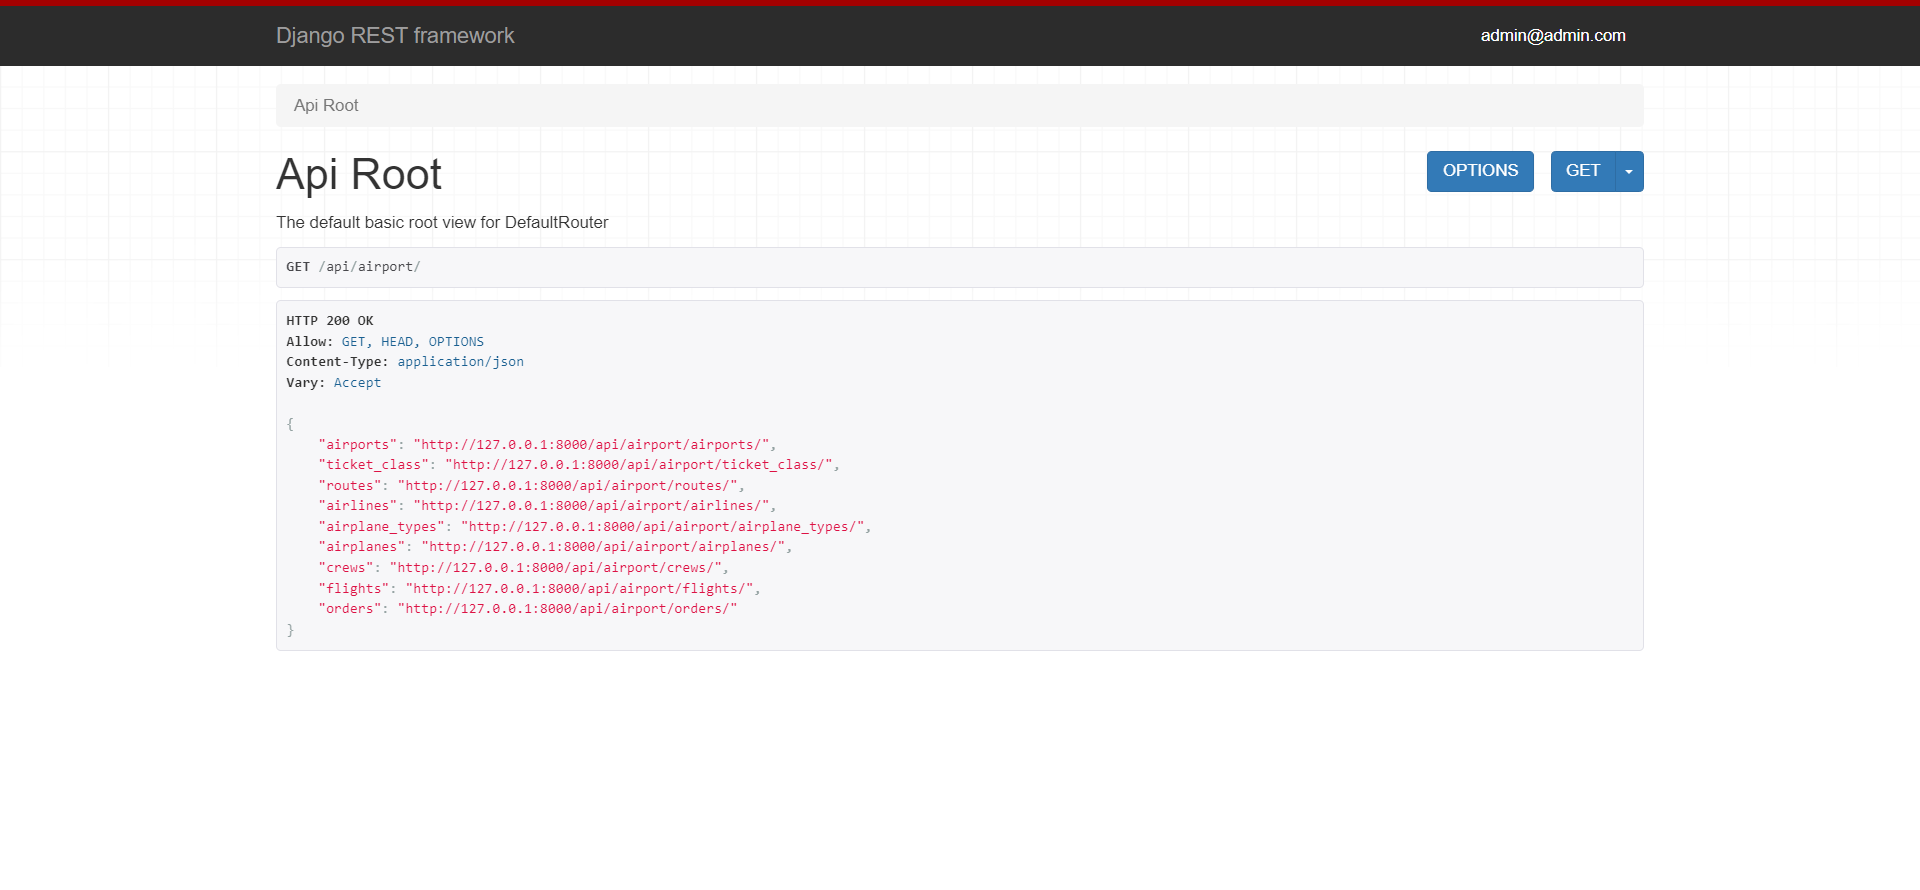 Django REST framework
admin@admin.com
Api Root
Api Root
OPTIONS
GET
The default basic root view for DefaultRouter
GET /api/airport/
HTTP 200 OK
Allow: GET, HEAD, OPTIONS
Content-Type: application/json
Vary: Accept
{
    "airports": "http://127.0.0.1:8000/api/airport/airports/",
    "ticket_class": "http://127.0.0.1:8000/api/airport/ticket_class/",
    "routes": "http://127.0.0.1:8000/api/airport/routes/",
    "airlines": "http://127.0.0.1:8000/api/airport/airlines/",
    "airplane_types": "http://127.0.0.1:8000/api/airport/airplane_types/",
    "airplanes": "http://127.0.0.1:8000/api/airport/airplanes/",
    "crews": "http://127.0.0.1:8000/api/airport/crews/",
    "flights": "http://127.0.0.1:8000/api/airport/flights/",
    "orders": "http://127.0.0.1:8000/api/airport/orders/"
}